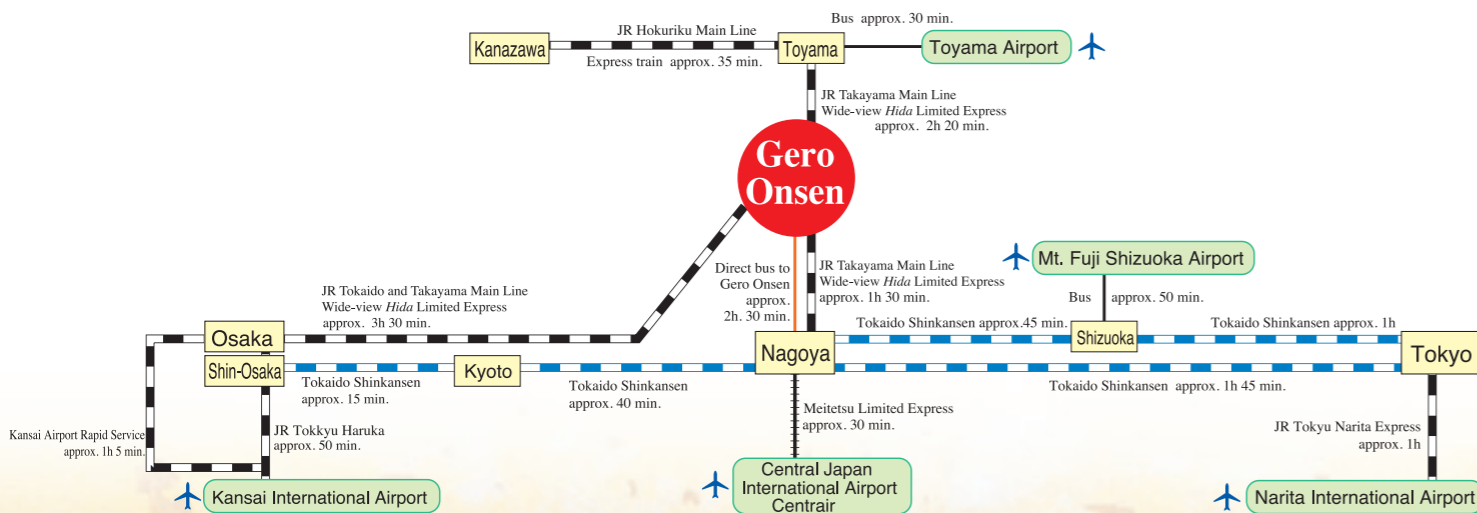 Bus approx. 30 min.
JR Hokuriku Main Line
Kanazawa
Toyama
Toyama Airport
Express train approx. 35 min.
JR Takayama Main Line
Wide-view Hida Limited Express
approx. 2h 20 min.
Gero
Onsen
Mt. Fuji Shizuoka Airport
Direct bus to
Gero Onsen
approx.
2h. 30 min.
JR Takayama Main Line
Wide-view Hida Limited Express
approx. 1h 30 min.
Bus
approx. 50 min.
JR Tokaido and Takayama Main Line
Wide-view Hida Limited Express
approx. 3h 30 min.
Tokaido Shinkansen approx.45 min.
Shizuoka
Tokaido Shinkansen approx. 1h
Osaka
Shin-Osaka
Kyoto
Nagoya
Tokyo
Tokaido Shinkansen
approx. 15 min.
Tokaido Shinkansen
approx. 40 min.
Tokaido Shinkansen approx. 1h 45 min.
Kansai Airport Rapid Service
approx. 1h 5 min.
JR Tokkyu Haruka
approx. 50 min.
Meitetsu Limited Express
approx. 30 min.
JR Tokyu Narita Express
approx. 1h
Kansai International Airport
Central Japan
International Airport
Centrair
Narita International Airport